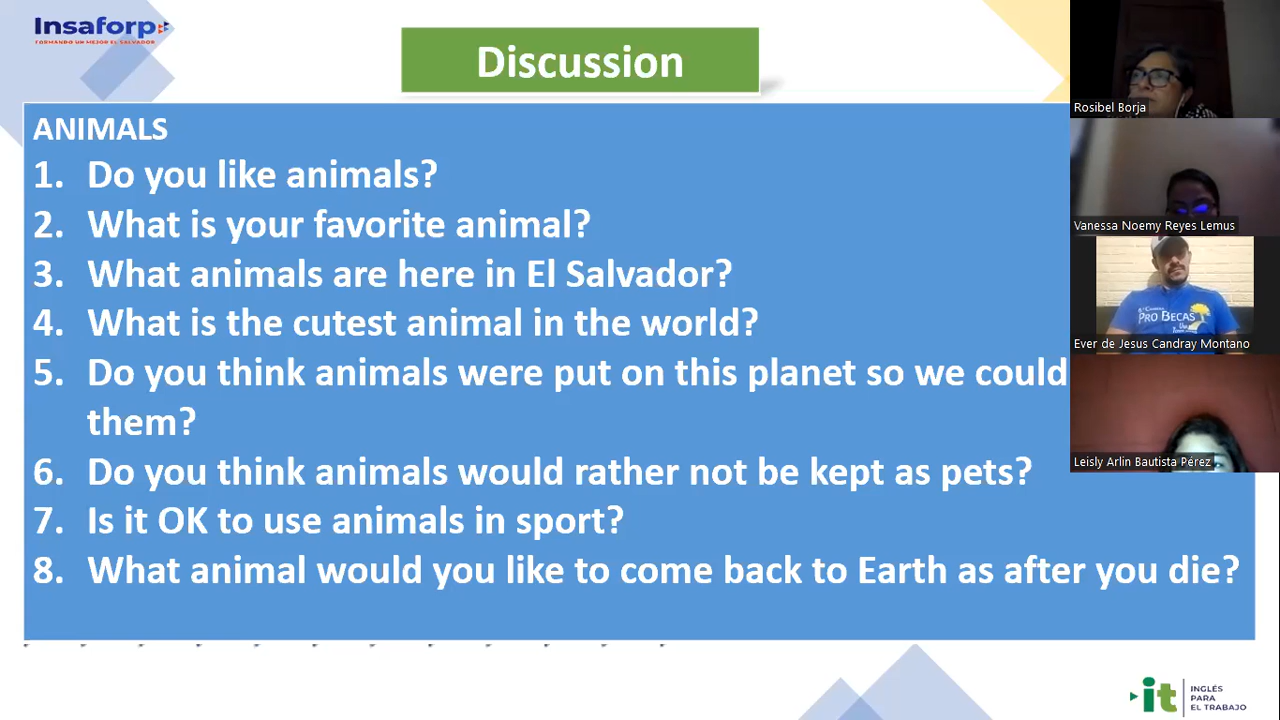 Insaforp
FORMANDO UN MEJOR EL SALVADOR
Discussion
ANIMALS
1. Do you like animals?
2. What is your favorite animal?
3. What animals are here in El Salvador?
4. What is the cutest animal in the world?
5. Do you think animals were put on this planet so we could
them?
6. Do you think animals would rather not be kept as pets?
7. Is it OK to use animals in sport?
8. What animal would you like to come back to Earth as after you die?
Rosibel Borja
Vanessa Noemy Reyes Lemus
PRO BECAS
Ever de Jesus Candray Montano
Leisly Arlin Bautista Pérez
it
INGLÉS
PARA
EL TRABAJO